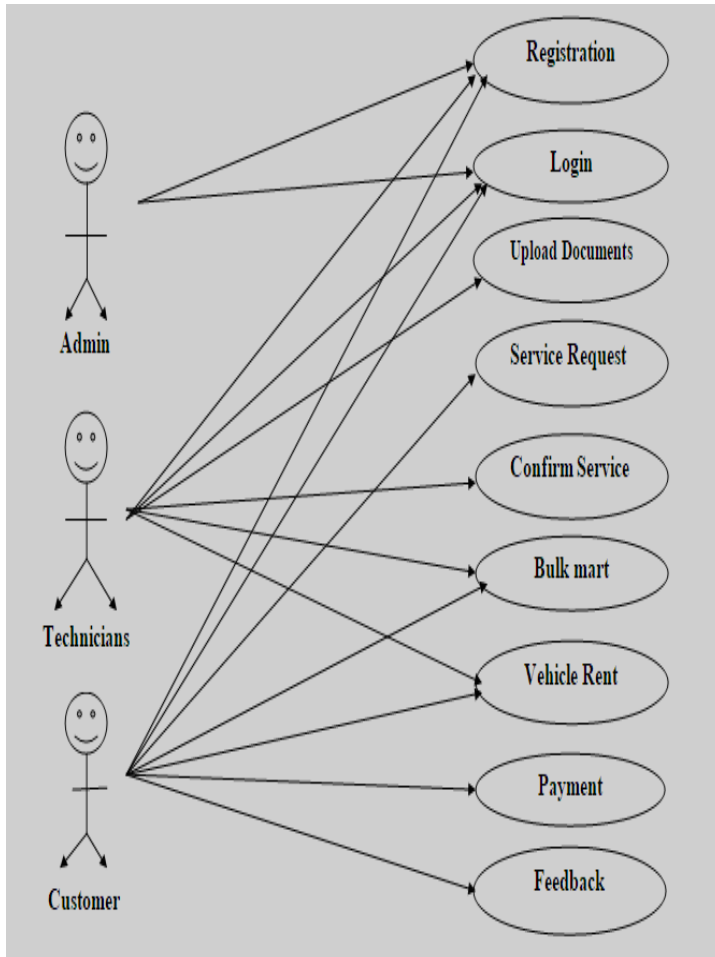 Registration
Login
Upload Documents
Service Request
Confirm Service
Bulk mart
Vehicle Rent
Payment
Feedback
Admin
Technicians
Customer